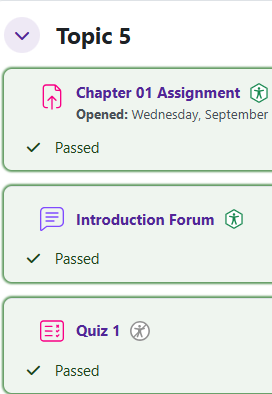 Topic 5
Chapter 01 Assignment
Opened: Wednesday, September
Passed
Introduction Forum
Passed
Quiz 1
Passed